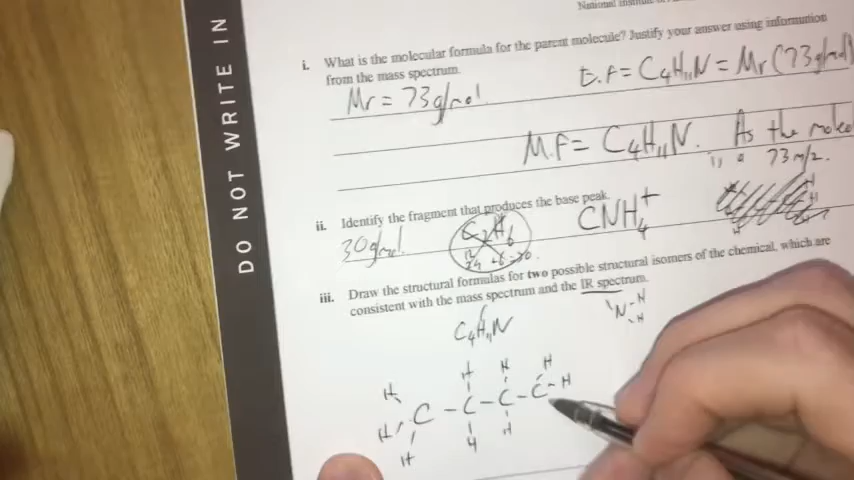 National
DO NOT WRITE IN
i. What is the molecular formula for the parent molecule? Justify your answer using information
from the mass spectrum.
E.F = C4H11N = Mr (73g/mol)
Mr = 73g/mol.
M.F = C4H11N. As the
is a 73 m/z.
ii. Identify the fragment that produces the base peak.
30g/mol. C2H6 CNH4+
iii. Draw the structural formulas for two possible structural isomers of the chemical, which are
consistent with the mass spectrum and the IR spectrum.
C4H11N N H H
H H H H
H C - C - C - C - H
H H H